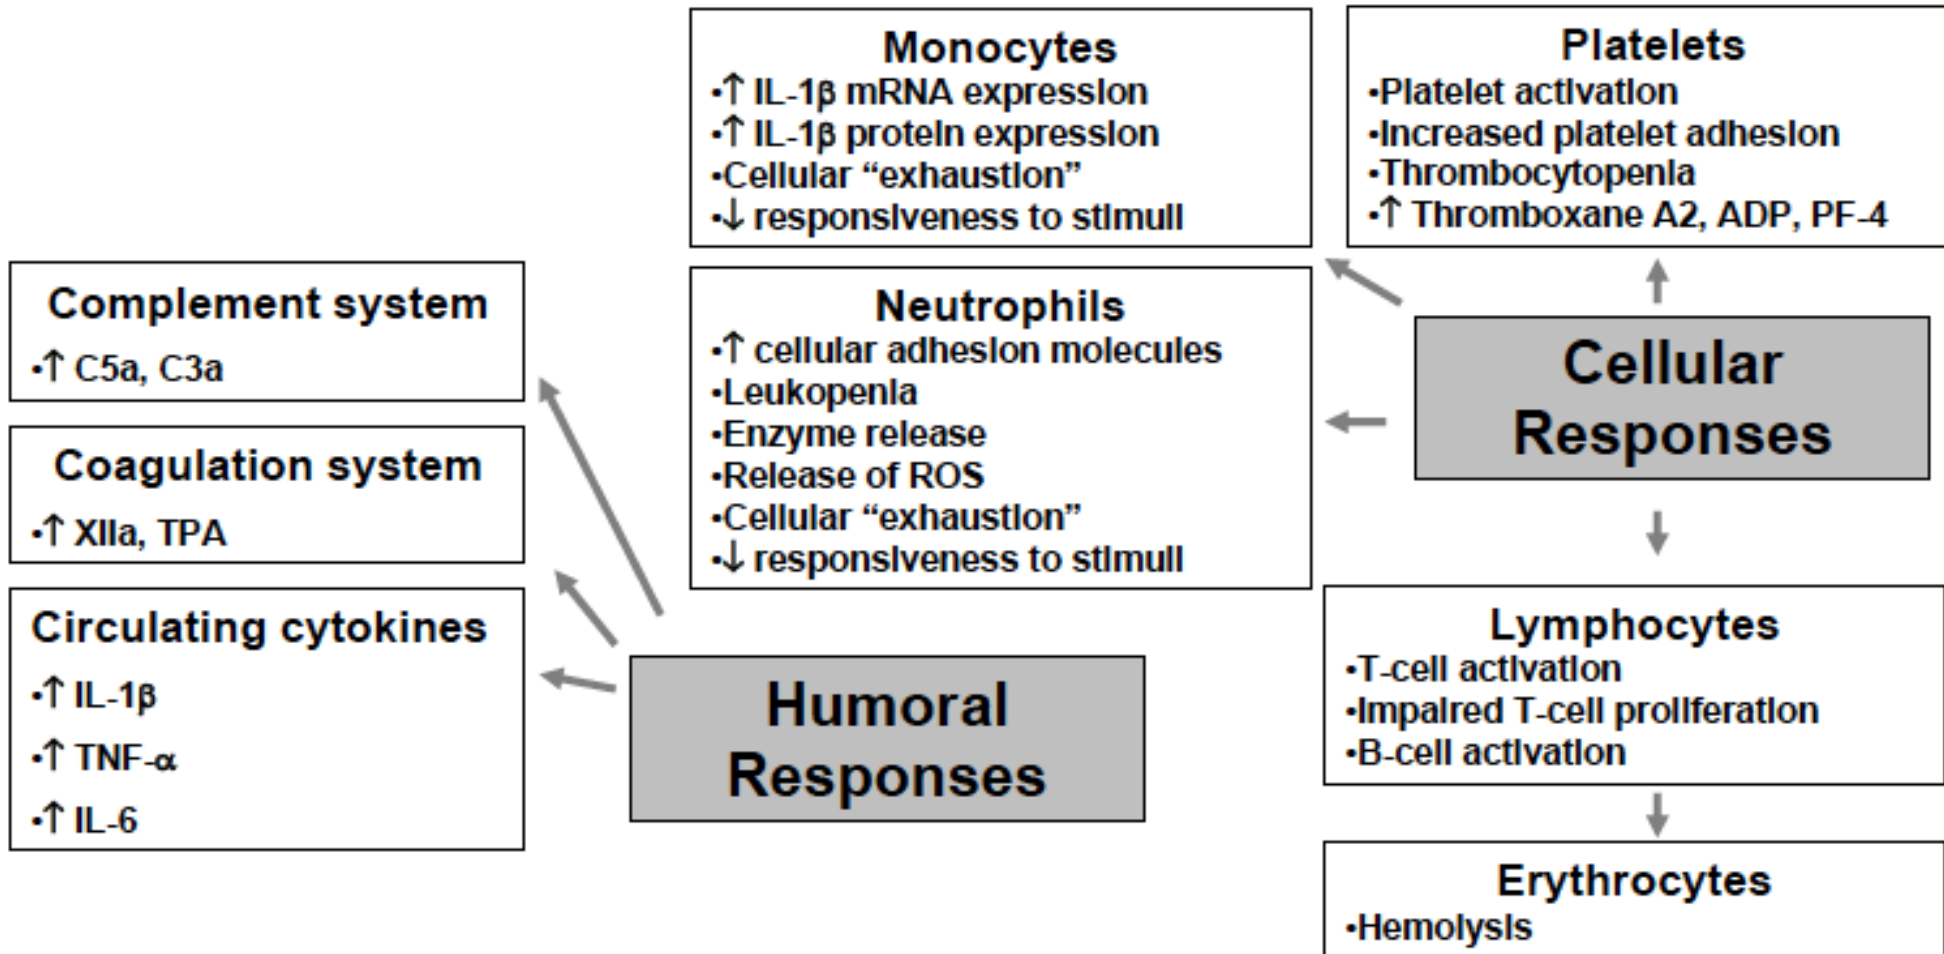 Monocytes
•↑ IL-1β mRNA expression
•↑ IL-1β protein expression
•Cellular “exhaustion”
•↓ responsiveness to stimuli
Platelets
•Platelet activation
•Increased platelet adhesion
•Thrombocytopenia
•↑ Thromboxane A2, ADP, PF-4
Complement system
•↑ C5a, C3a
Neutrophils
•↑ cellular adhesion molecules
•Leukopenia
•Enzyme release
•Release of ROS
•Cellular “exhaustion”
•↓ responsiveness to stimuli
Cellular
Responses
Coagulation system
•↑ XIIa, TPA
Circulating cytokines
•↑ IL-1β
•↑ TNF-α
•↑ IL-6
Humoral
Responses
Lymphocytes
•T-cell activation
•Impaired T-cell proliferation
•B-cell activation
Erythrocytes
•Hemolysis